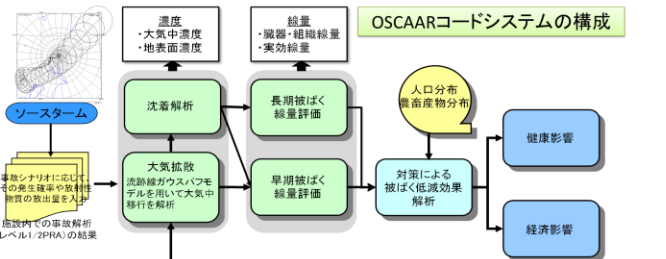 OSCAARコードシステムの構成
濃度
・大気中濃度
・地表面濃度
線量
・臓器・組織線量
・実効線量
ソースターム
事故シナリオに応じて、
その発生確率や放射性
物質の放出量を入力
施設内での事故解析
レベル1/2PRA)の結果
沈着解析
大気拡散
流跡線ガウスパフモ
デルを用いて大気中
移行を解析
長期被ばく
線量評価
早期被ばく
線量評価
人口分布
農畜産物分布
対策による
被ばく低減効果
解析
健康影響
経済影響